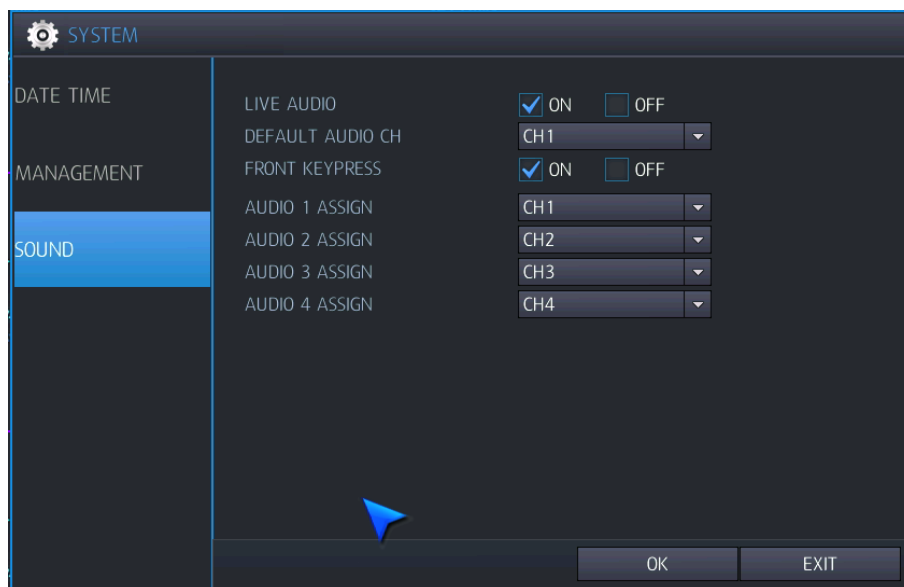 SYSTEM
DATE TIME
MANAGEMENT
SOUND
LIVE AUDIO ON OFF
DEFAULT AUDIO CH CH1
FRONT KEYPRESS ON OFF
AUDIO 1 ASSIGN CH1
AUDIO 2 ASSIGN CH2
AUDIO 3 ASSIGN CH3
AUDIO 4 ASSIGN CH4
OK EXIT